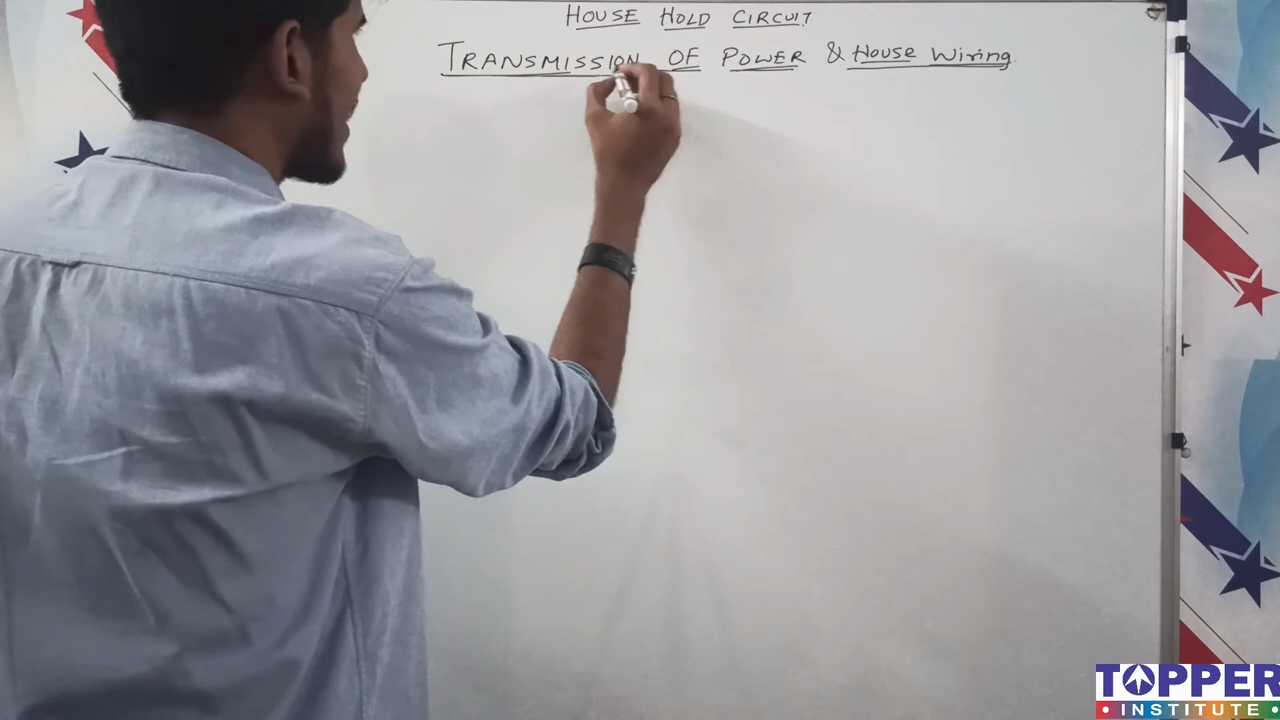 HOUSE HOLD CIRCUIT
TRANSMISSION OF POWER & House Wiring
TOPPER
INSTITUTE